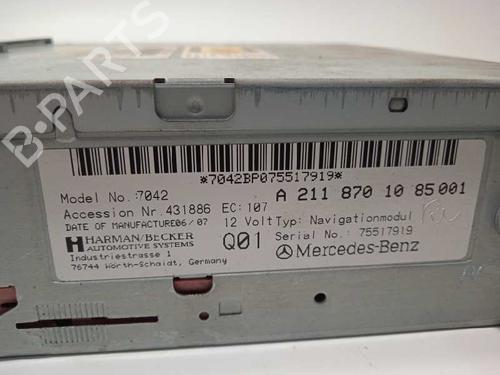 B-PARTS
*7042BP075517919*
Model No.: 7042
A 211 870 10 85 001
Accession Nr. 431886 EC: 107
DATE OF MANUFACTURE 06/07
12 Volt Typ: Navigationmodul
HARMAN/BECKER
AUTOMOTIVE SYSTEMS
Q01
Serial No.: 75517919
Mercedes-Benz
Industriestrasse 1
76744 Wörth-Schaidt, Germany